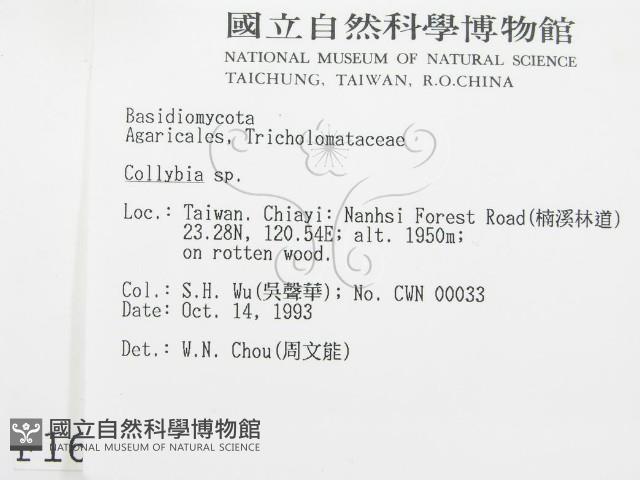 國立自然科學博物館
NATIONAL MUSEUM OF NATURAL SCIENCE
TAICHUNG, TAIWAN, R.O.CHINA
Basidiomycota
Agaricales, Tricholomataceae
Collybia sp.
Loc.: Taiwan. Chiayi: Nanhsi Forest Road(楠溪林道)
23.28N, 120.54E; alt. 1950m;
on rotten wood.
Col.: S.H. Wu(吳聲華); No. CWN 00033
Date: Oct. 14, 1993
Det.: W.N. Chou(周文能)
國立自然科學博物館
NATIONAL MUSEUM OF NATURAL SCIENCE